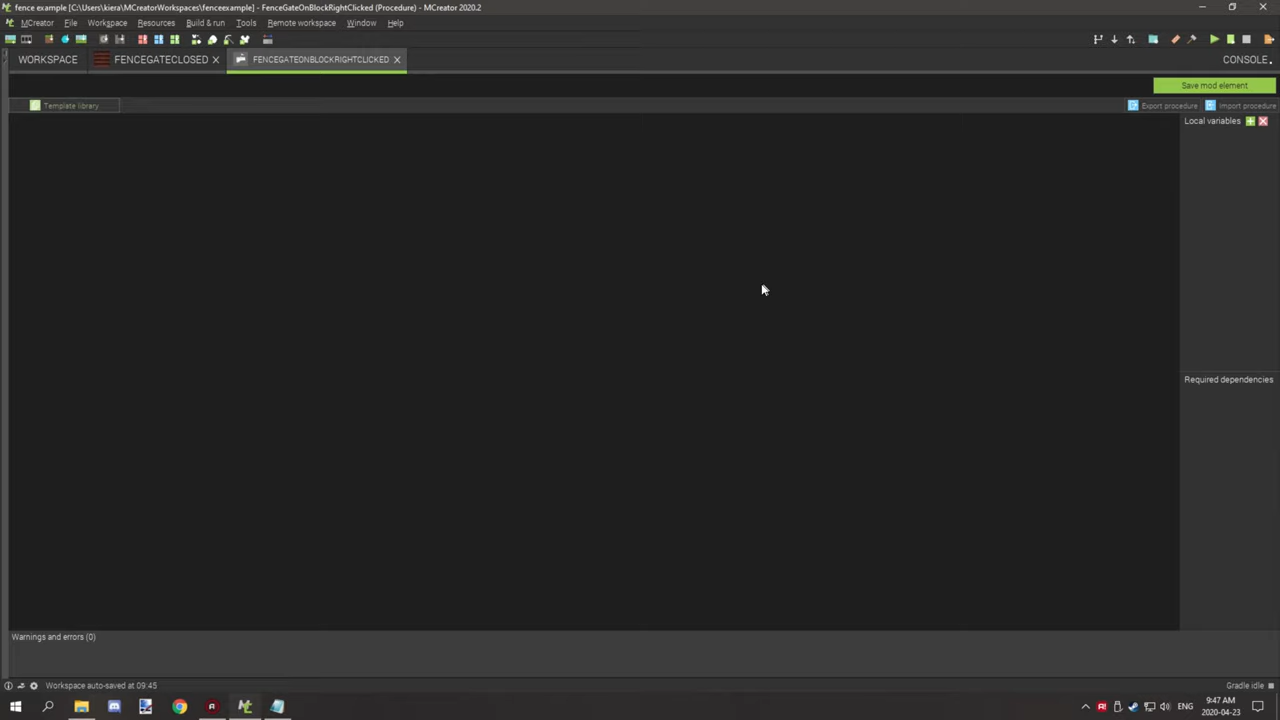 fence example [C:\Users\kiera\MCreatorWorkspaces\fenceexample] - FenceGateOnBlockRightClicked (Procedure) - MCreator 2020.2
MCreator File Workspace Resources Build & run Tools Remote workspace Window Help
WORKSPACE FENCEGATECLOSED FENCEGATEONBLOCKRIGHTCLICKED CONSOLE
Save mod element
Template library Export procedure Import procedure
Local variables
Required dependencies
Warnings and errors (0)
Workspace auto-saved at 09:45 Gradle idle
9:47 AM
ENG
2020-04-23